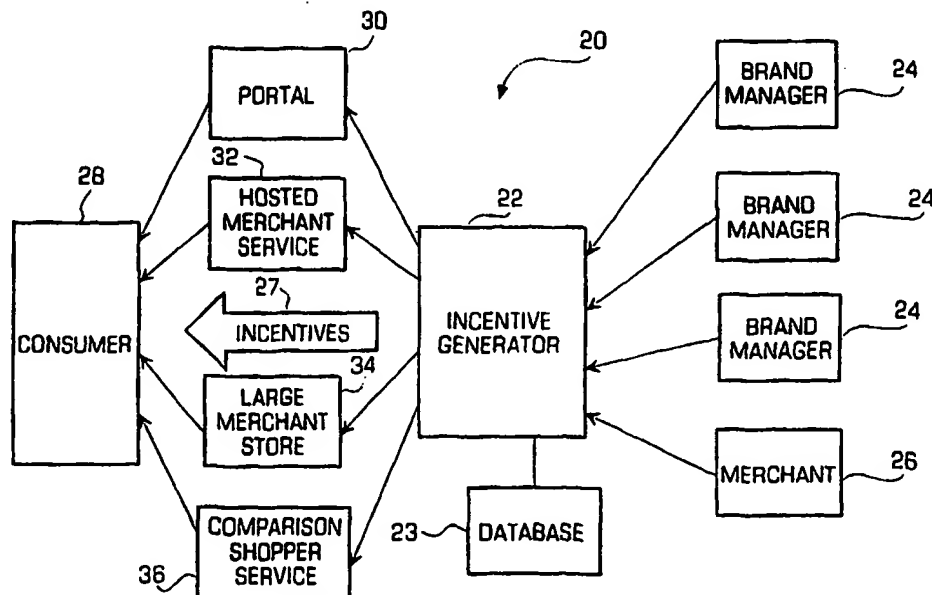 30
PORTAL
20
BRAND
MANAGER
24
32
HOSTED
MERCHANT
SERVICE
28
CONSUMER
22
INCENTIVE
GENERATOR
BRAND
MANAGER
24
27
INCENTIVES
34
LARGE
MERCHANT
STORE
BRAND
MANAGER
24
COMPARISON
SHOPPER
SERVICE
36
23
DATABASE
MERCHANT
26